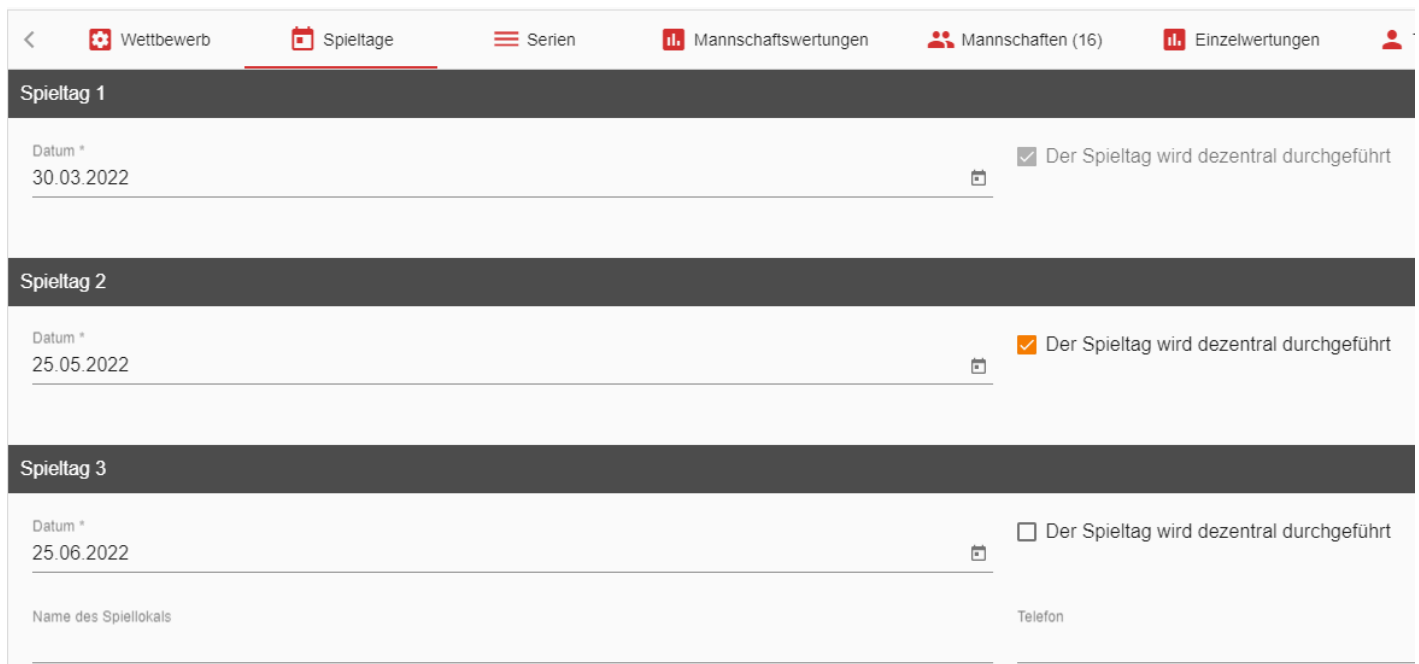 Wettbewerb Spieltage Serien Mannschaftswertungen Mannschaften (16) Einzelwertungen
Spieltag 1
Datum *
30.03.2022
Der Spieltag wird dezentral durchgeführt
Spieltag 2
Datum *
25.05.2022
Der Spieltag wird dezentral durchgeführt
Spieltag 3
Datum *
25.06.2022
Der Spieltag wird dezentral durchgeführt
Name des Spiellokals
Telefon